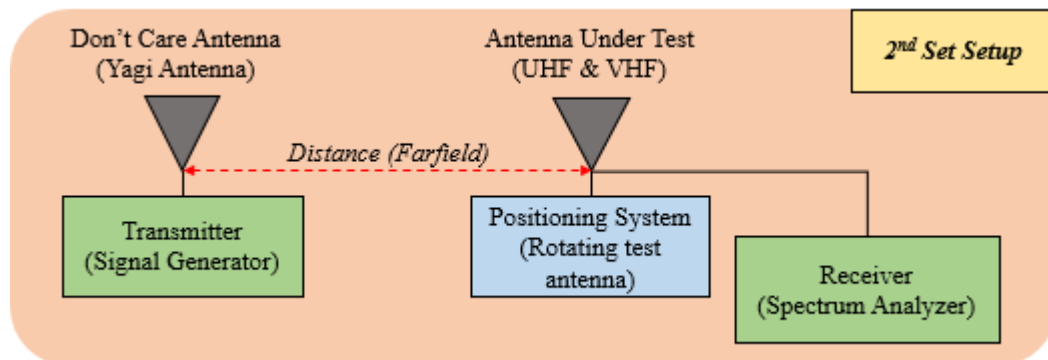 Don't Care Antenna
(Yagi Antenna)
Antenna Under Test
(UHF & VHF)
2nd Set Setup
Distance (Farfield)
Transmitter
(Signal Generator)
Positioning System
(Rotating test
antenna)
Receiver
(Spectrum Analyzer)